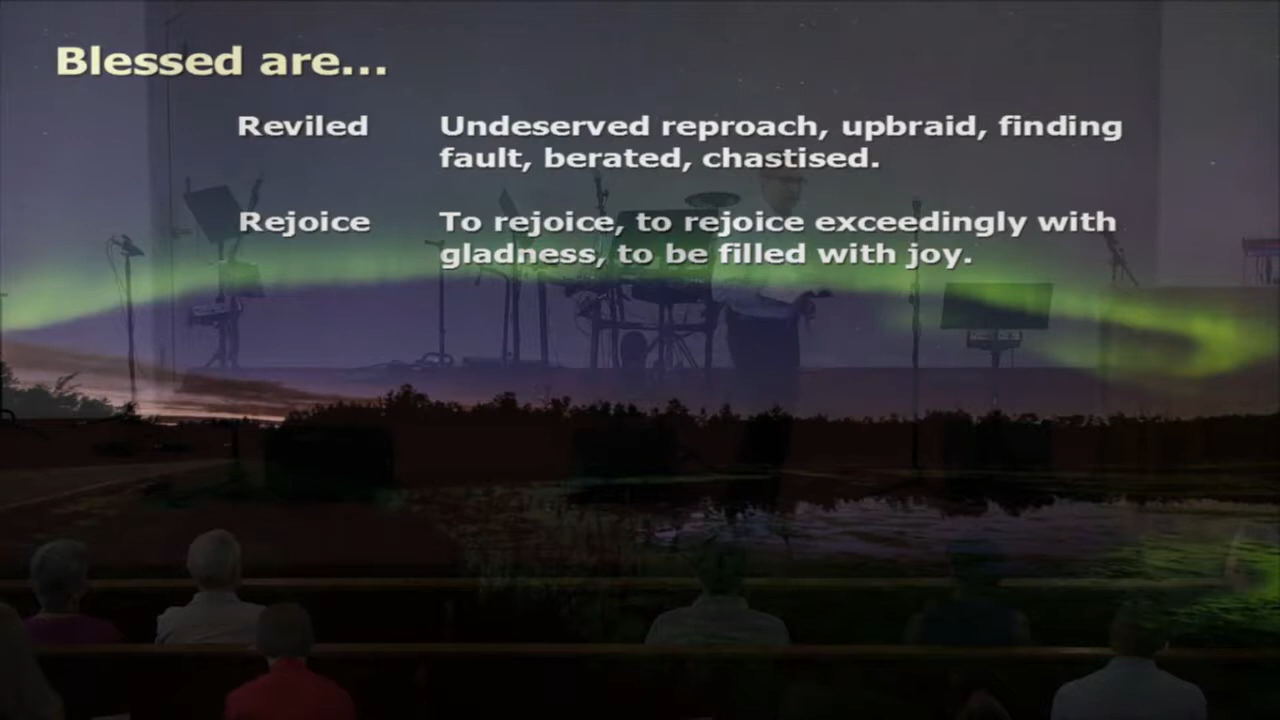 Blessed are...
Reviled Undeserved reproach, upbraid, finding
fault, berated, chastised.
Rejoice To rejoice, to rejoice exceedingly with
gladness, to be filled with joy.